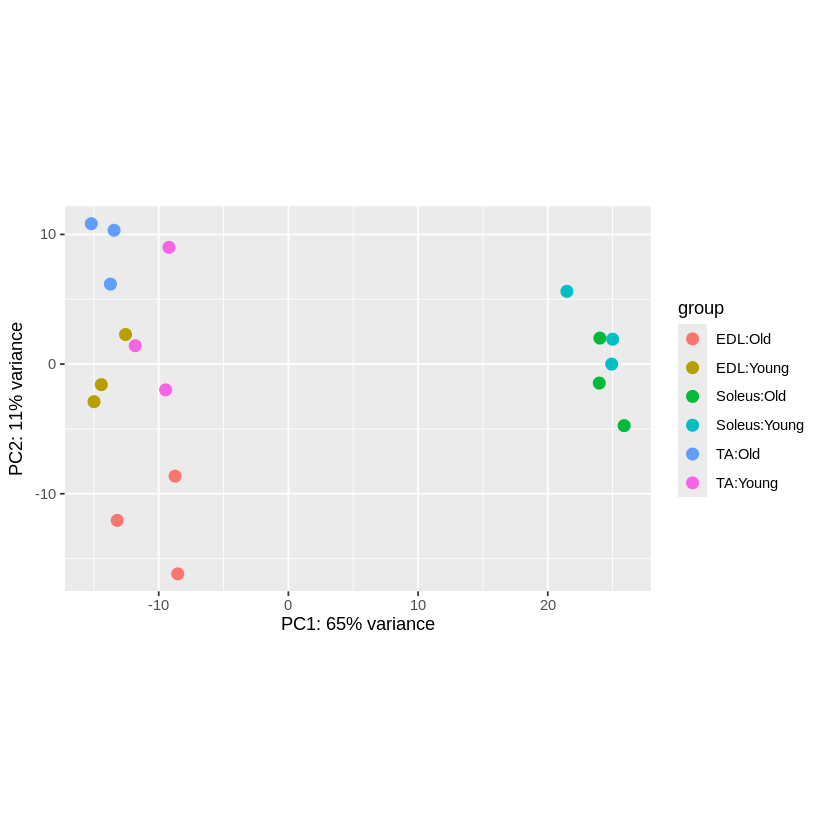 PC2: 11% variance
10
0
-10
-10
0
10
20
PC1: 65% variance
group
EDL:Old
EDL:Young
Soleus:Old
Soleus:Young
TA:Old
TA:Young